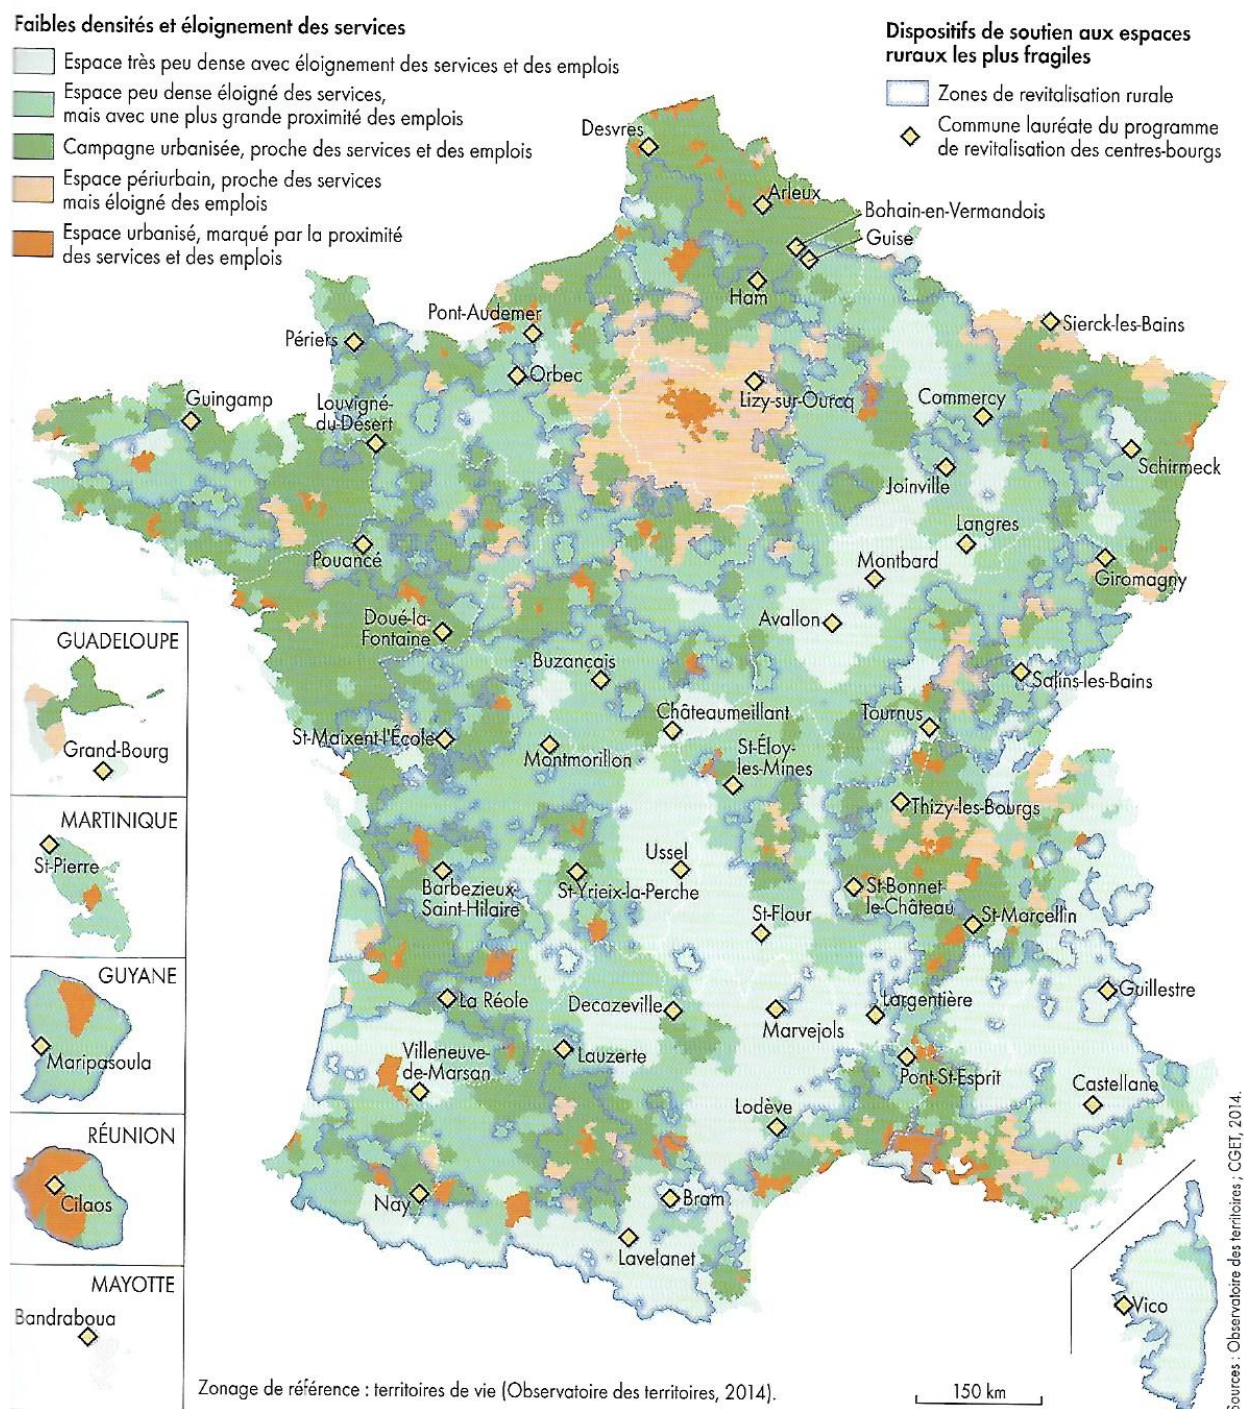 Faibles densités et éloignement des services
Espace très peu dense avec éloignement des services et des emplois
Espace peu dense éloigné des services,
mais avec une plus grande proximité des emplois
Campagne urbanisée, proche des services et des emplois
Espace périurbain, proche des services
mais éloigné des emplois
Espace urbanisé, marqué par la proximité
des services et des emplois
Dispositifs de soutien aux espaces
ruraux les plus fragiles
Zones de revitalisation rurale
Commune lauréate du programme
de revitalisation des centres-bourgs
Desvres
Arleux
Bohain-en-Vermandois
Guise
Ham
Pont-Audemer
Périers
Sierck-les-Bains
Orbec
Lizy-sur-Ourcq
Guingamp
Louvigné-
du-Désert
Commercy
Schirmeck
Joinville
Langres
Pouancé
Montbard
Giromagny
Doué-la-
Fontaine
Avallon
Buzançais
Salins-les-Bains
Châteaumeillant
Tournus
St-Maixent-l'École
Montmorillon
St-Éloy-
les-Mines
Thizy-les-Bourgs
Ussel
Barbezieux-
Saint-Hilaire
St-Yrieix-la-Perche
St-Bonnet-
le-Château
St-Flour
St-Marcellin
La Réole
Decazeville
Marvejols
Largentière
Guillestre
Villeneuve-
de-Marsan
Lauzerte
Pont-St-Esprit
Castellane
Lodève
Nay
Bram
Lavelanet
Vico
GUADELOUPE
Grand-Bourg
MARTINIQUE
St-Pierre
GUYANE
Maripasoula
RÉUNION
Cilaos
MAYOTTE
Bandraboua
Zonage de référence : territoires de vie (Observatoire des territoires, 2014).
150 km
Sources : Observatoire des territoires ; CGET, 2014.